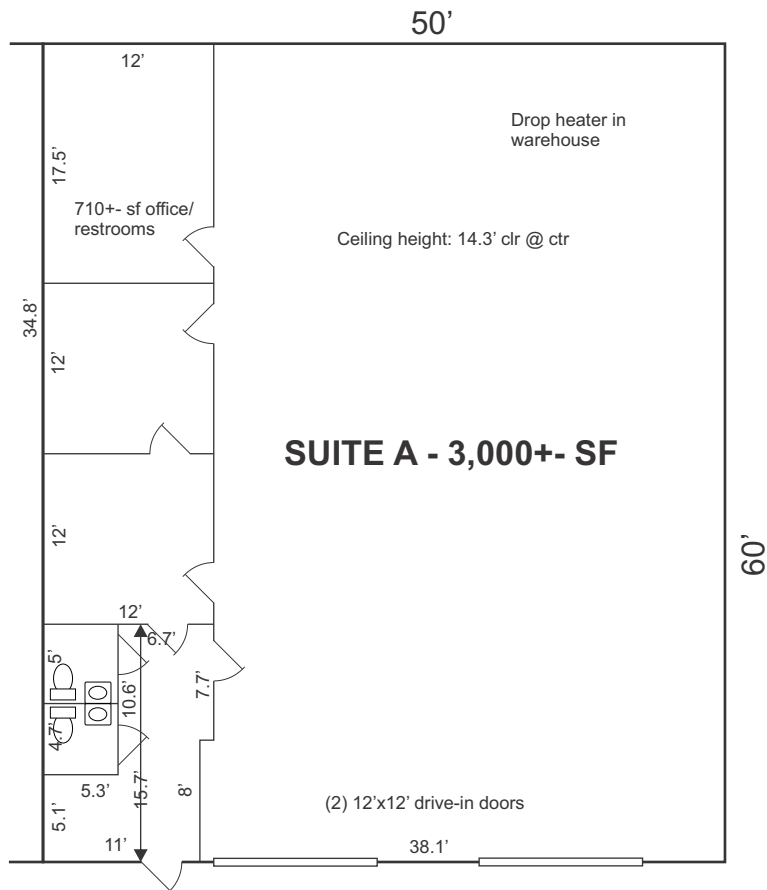 50’
12’
Drop heater in
warehouse
17.5’
710+- sf office/
restrooms
Ceiling height: 14.3’ clr @ ctr
34.8’
12’
SUITE A - 3,000+- SF
12’
60’
12’
6.7’
5’
7.7’
10.6’
4.7’
5.3’
15.7’
8’
(2) 12’x12’ drive-in doors
5.1’
11’
38.1’